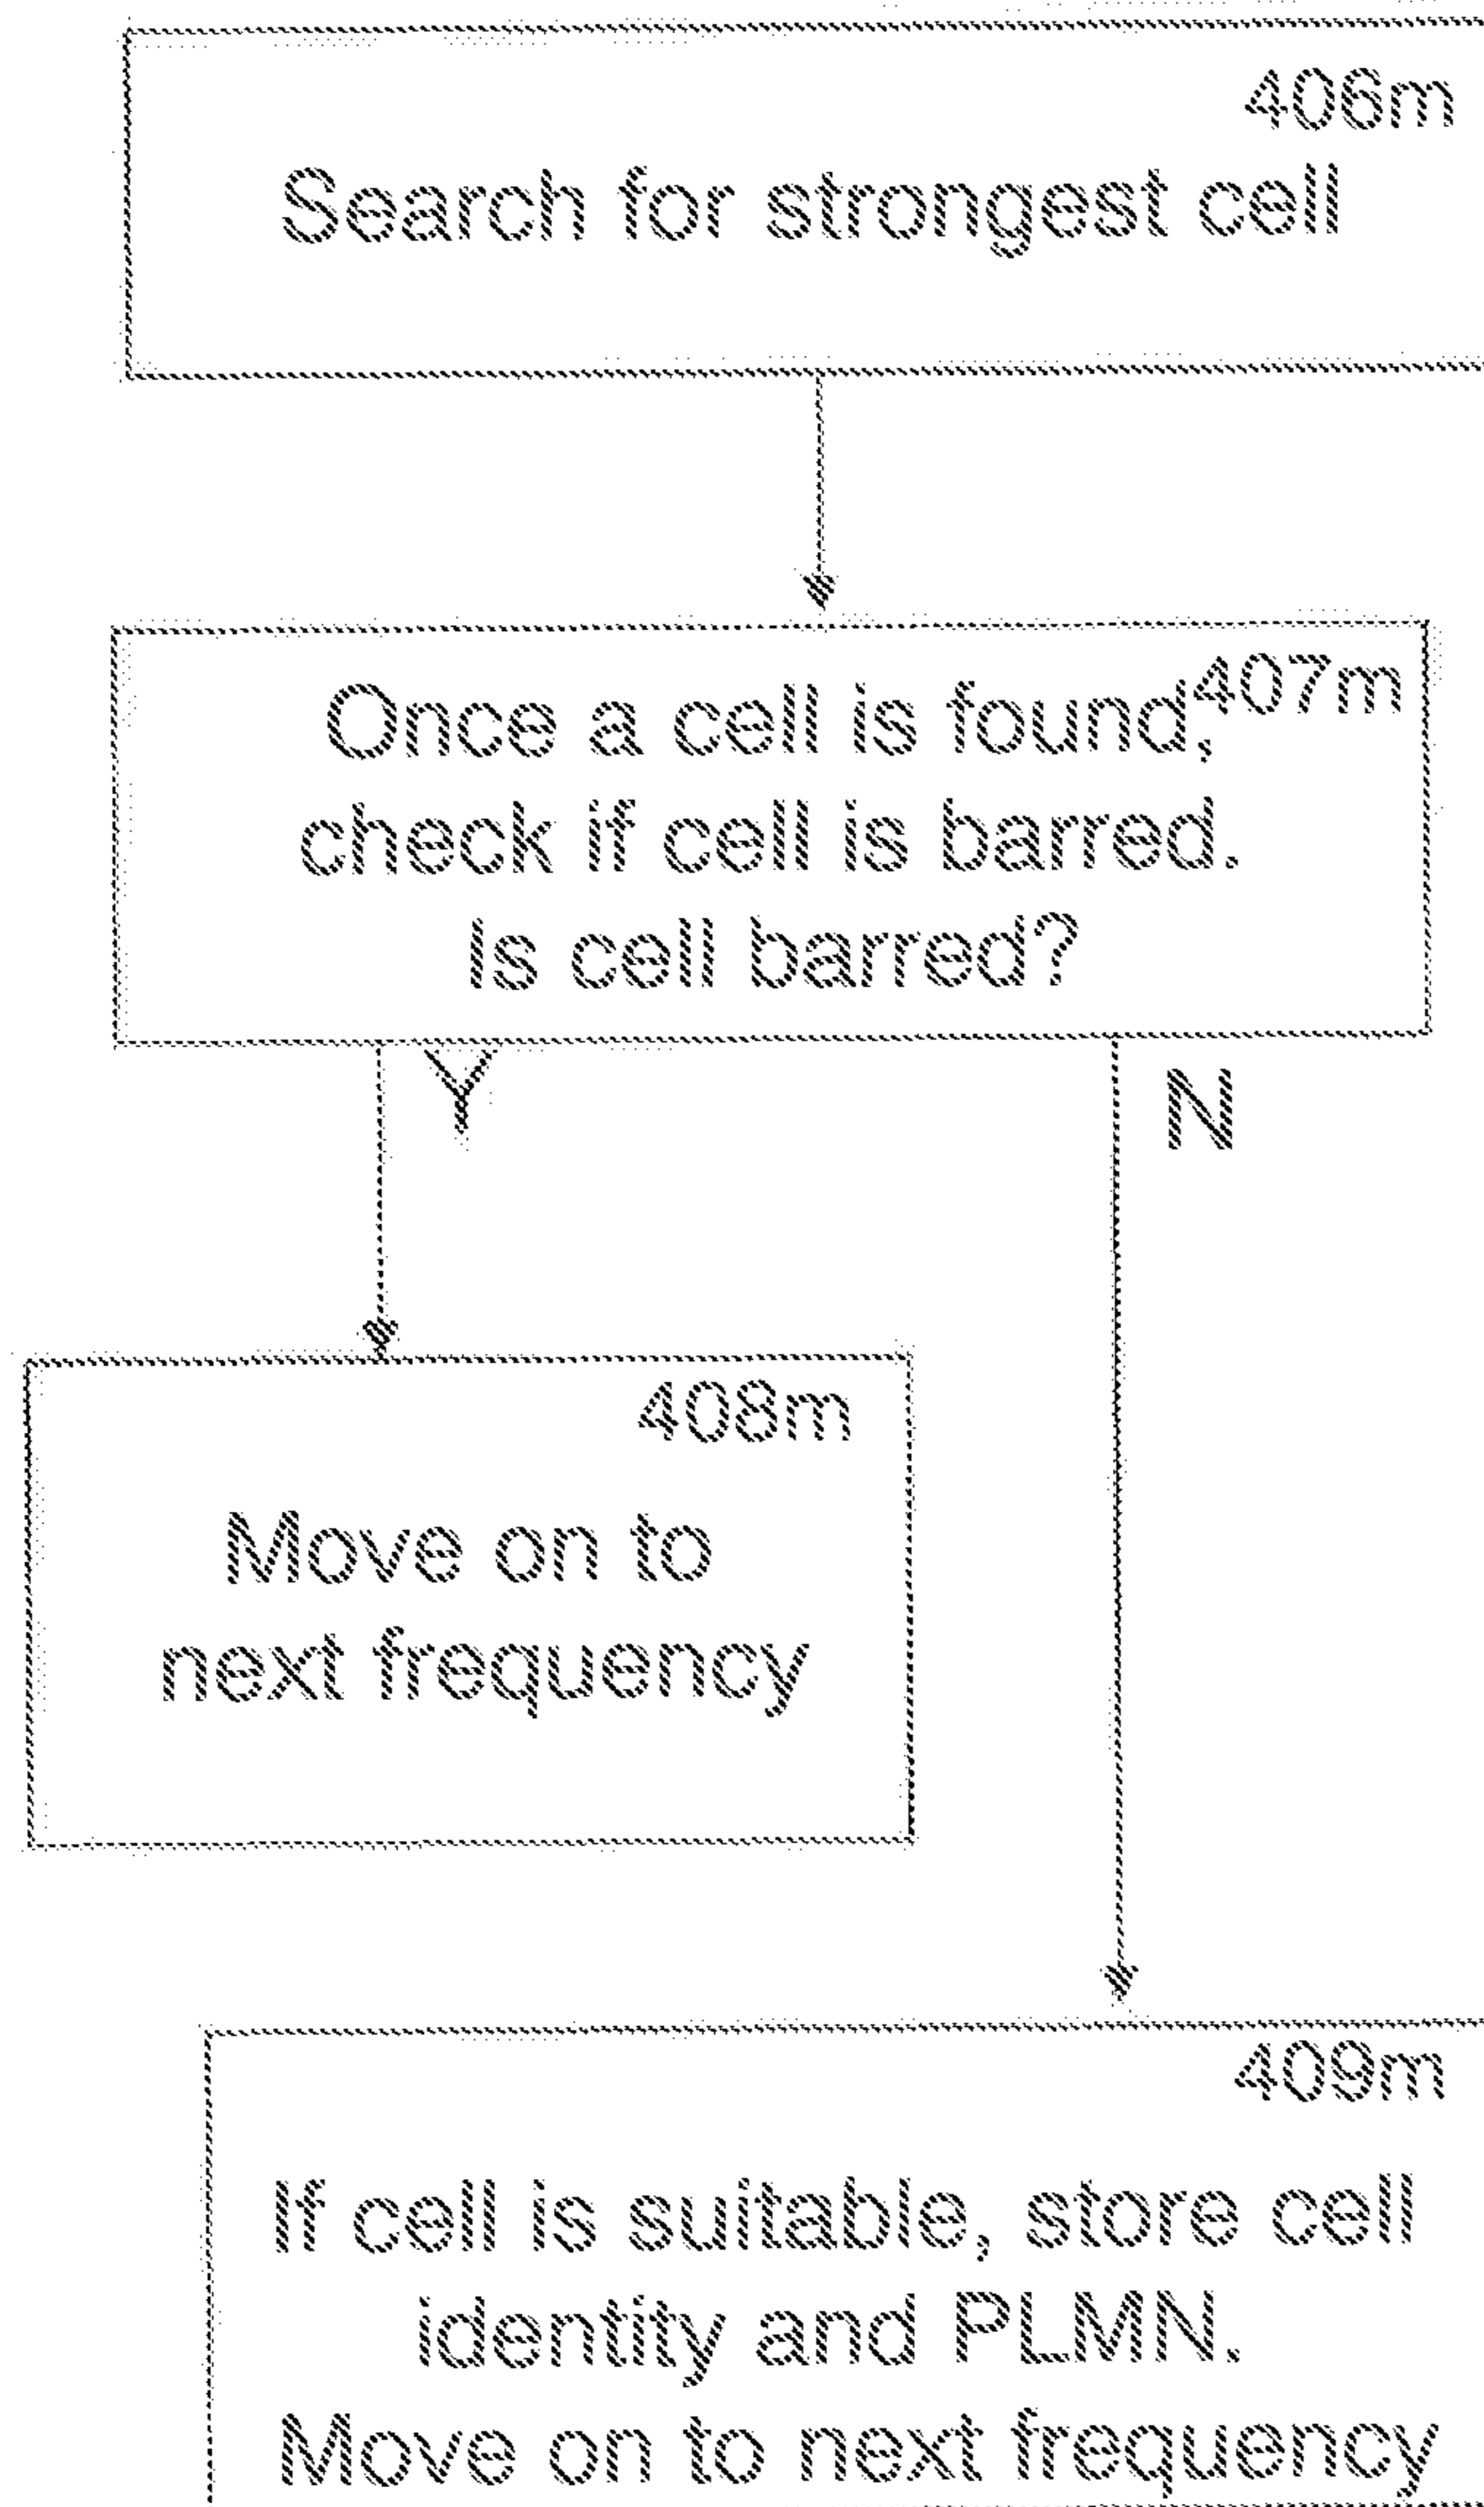 406m
Search for strongest cell
407m
Once a cell is found,
check if cell is barred.
Is cell barred?
Y
N
408m
Move on to
next frequency
409m
If cell is suitable, store cell
identity and PLMN.
Move on to next frequency